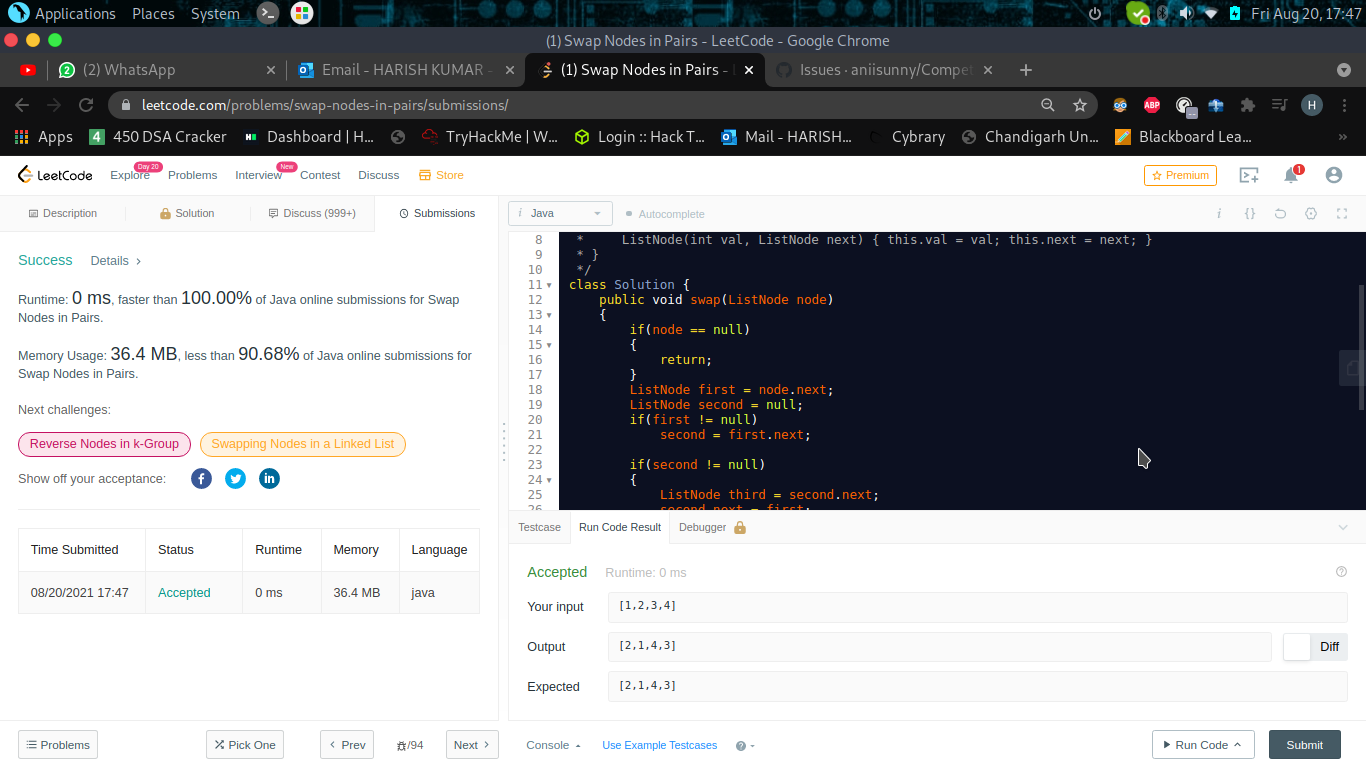 Applications Places System Fri Aug 20, 17:47
(1) Swap Nodes in Pairs - LeetCode - Google Chrome
(2) WhatsApp Email - HARISH KUMAR - (1) Swap Nodes in Pairs - Issues · aniisunny/Compet
leetcode.com/problems/swap-nodes-in-pairs/submissions/ ABP H
Apps 450 DSA Cracker Dashboard | H... TryHackMe | W... Login :: Hack T... Mail - HARISH... Cybrary Chandigarh Un... Blackboard Lea... »
LeetCode Explore Day 20 Problems Interview New Contest Discuss Store Premium 1
Description Solution Discuss (999+) Submissions
i Java Autocomplete
Success Details
Runtime: 0 ms, faster than 100.00% of Java online submissions for Swap
Nodes in Pairs.
Memory Usage: 36.4 MB, less than 90.68% of Java online submissions for
Swap Nodes in Pairs.
Next challenges:
Reverse Nodes in k-Group Swapping Nodes in a Linked List
Show off your acceptance:
Time Submitted Status Runtime Memory Language
08/20/2021 17:47 Accepted 0 ms 36.4 MB java
8 * ListNode(int val, ListNode next) { this.val = val; this.next = next; }
9 * }
10 */
11 class Solution {
12 public void swap(ListNode node)
13 {
14 if(node == null)
15 {
16 return;
17 }
18 ListNode first = node.next;
19 ListNode second = null;
20 if(first != null)
21 second = first.next;
22
23 if(second != null)
24 {
25 ListNode third = second.next;
26 second.next = first;
Testcase Run Code Result Debugger
Accepted Runtime: 0 ms
Your input [1,2,3,4]
Output [2,1,4,3] Diff
Expected [2,1,4,3]
Problems Pick One Prev /94 Next Console Use Example Testcases Run Code Submit